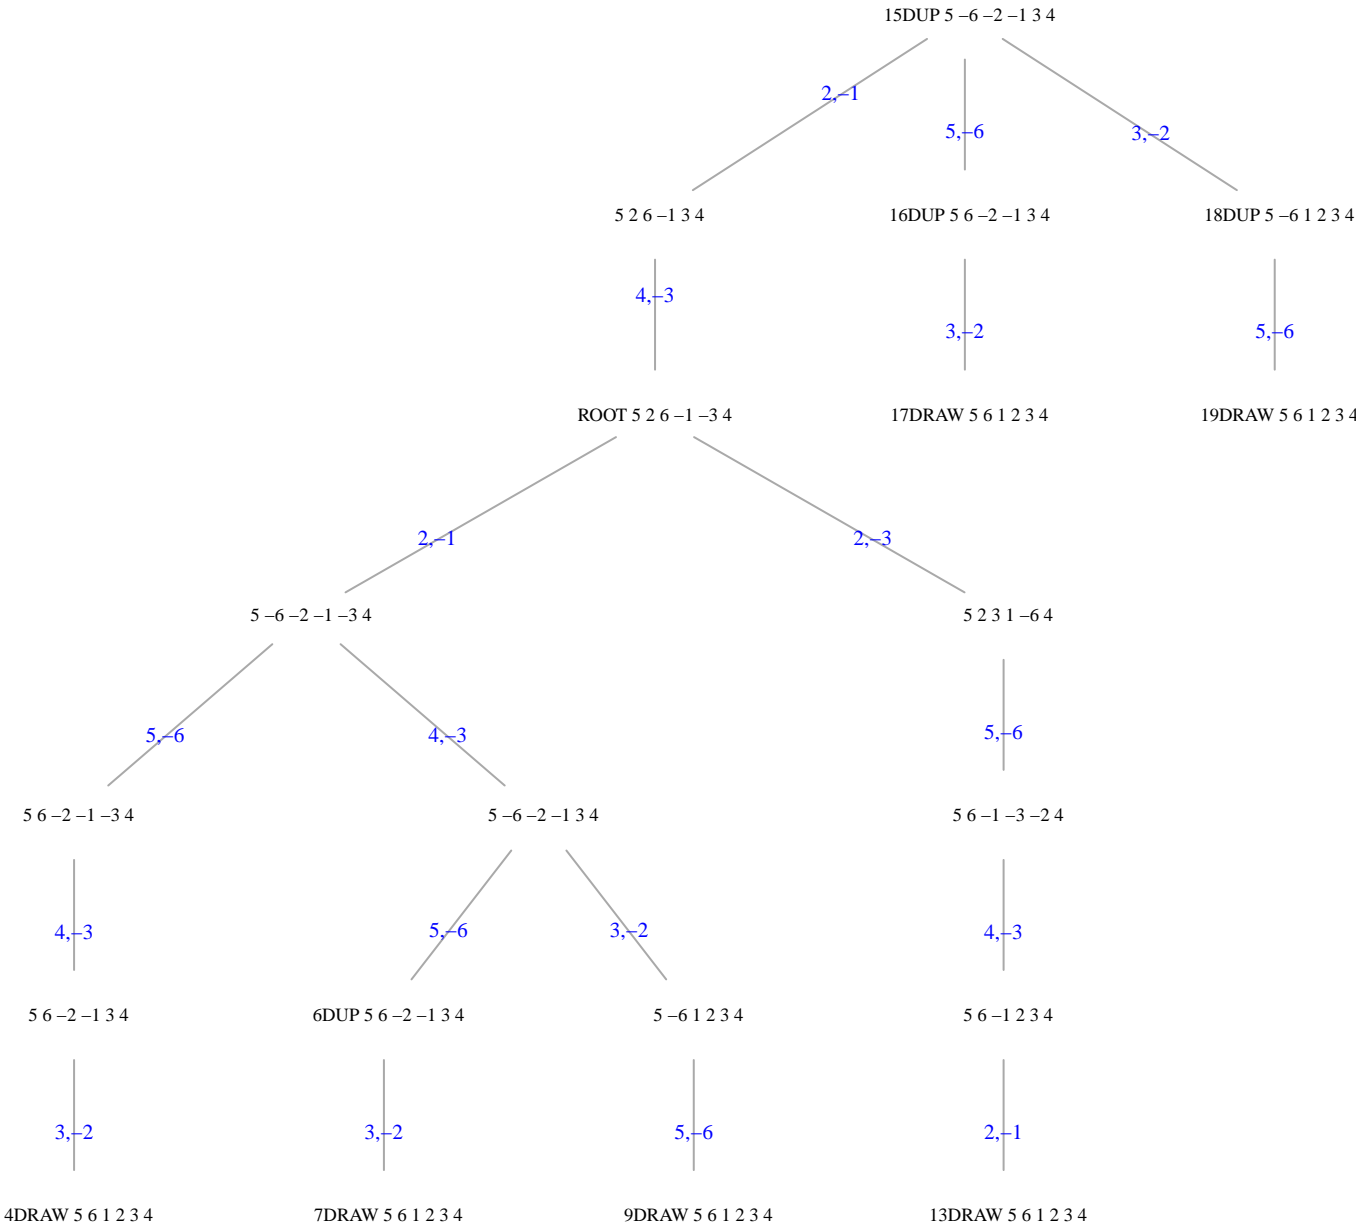 15DUP 5 –6 –2 –1 3 4
2,–1
5,–6
3,–2
5 2 6 –1 3 4
16DUP 5 6 –2 –1 3 4
18DUP 5 –6 1 2 3 4
4,–3
3,–2
5,–6
ROOT 5 2 6 –1 –3 4
17DRAW 5 6 1 2 3 4
19DRAW 5 6 1 2 3 4
2,–1
2,–3
5 –6 –2 –1 –3 4
5 2 3 1 –6 4
5,–6
4,–3
5,–6
5 6 –2 –1 –3 4
5 –6 –2 –1 3 4
5 6 –1 –3 –2 4
4,–3
5,–6
3,–2
4,–3
5 6 –2 –1 3 4
6DUP 5 6 –2 –1 3 4
5 –6 1 2 3 4
5 6 –1 2 3 4
3,–2
3,–2
5,–6
2,–1
4DRAW 5 6 1 2 3 4
7DRAW 5 6 1 2 3 4
9DRAW 5 6 1 2 3 4
13DRAW 5 6 1 2 3 4